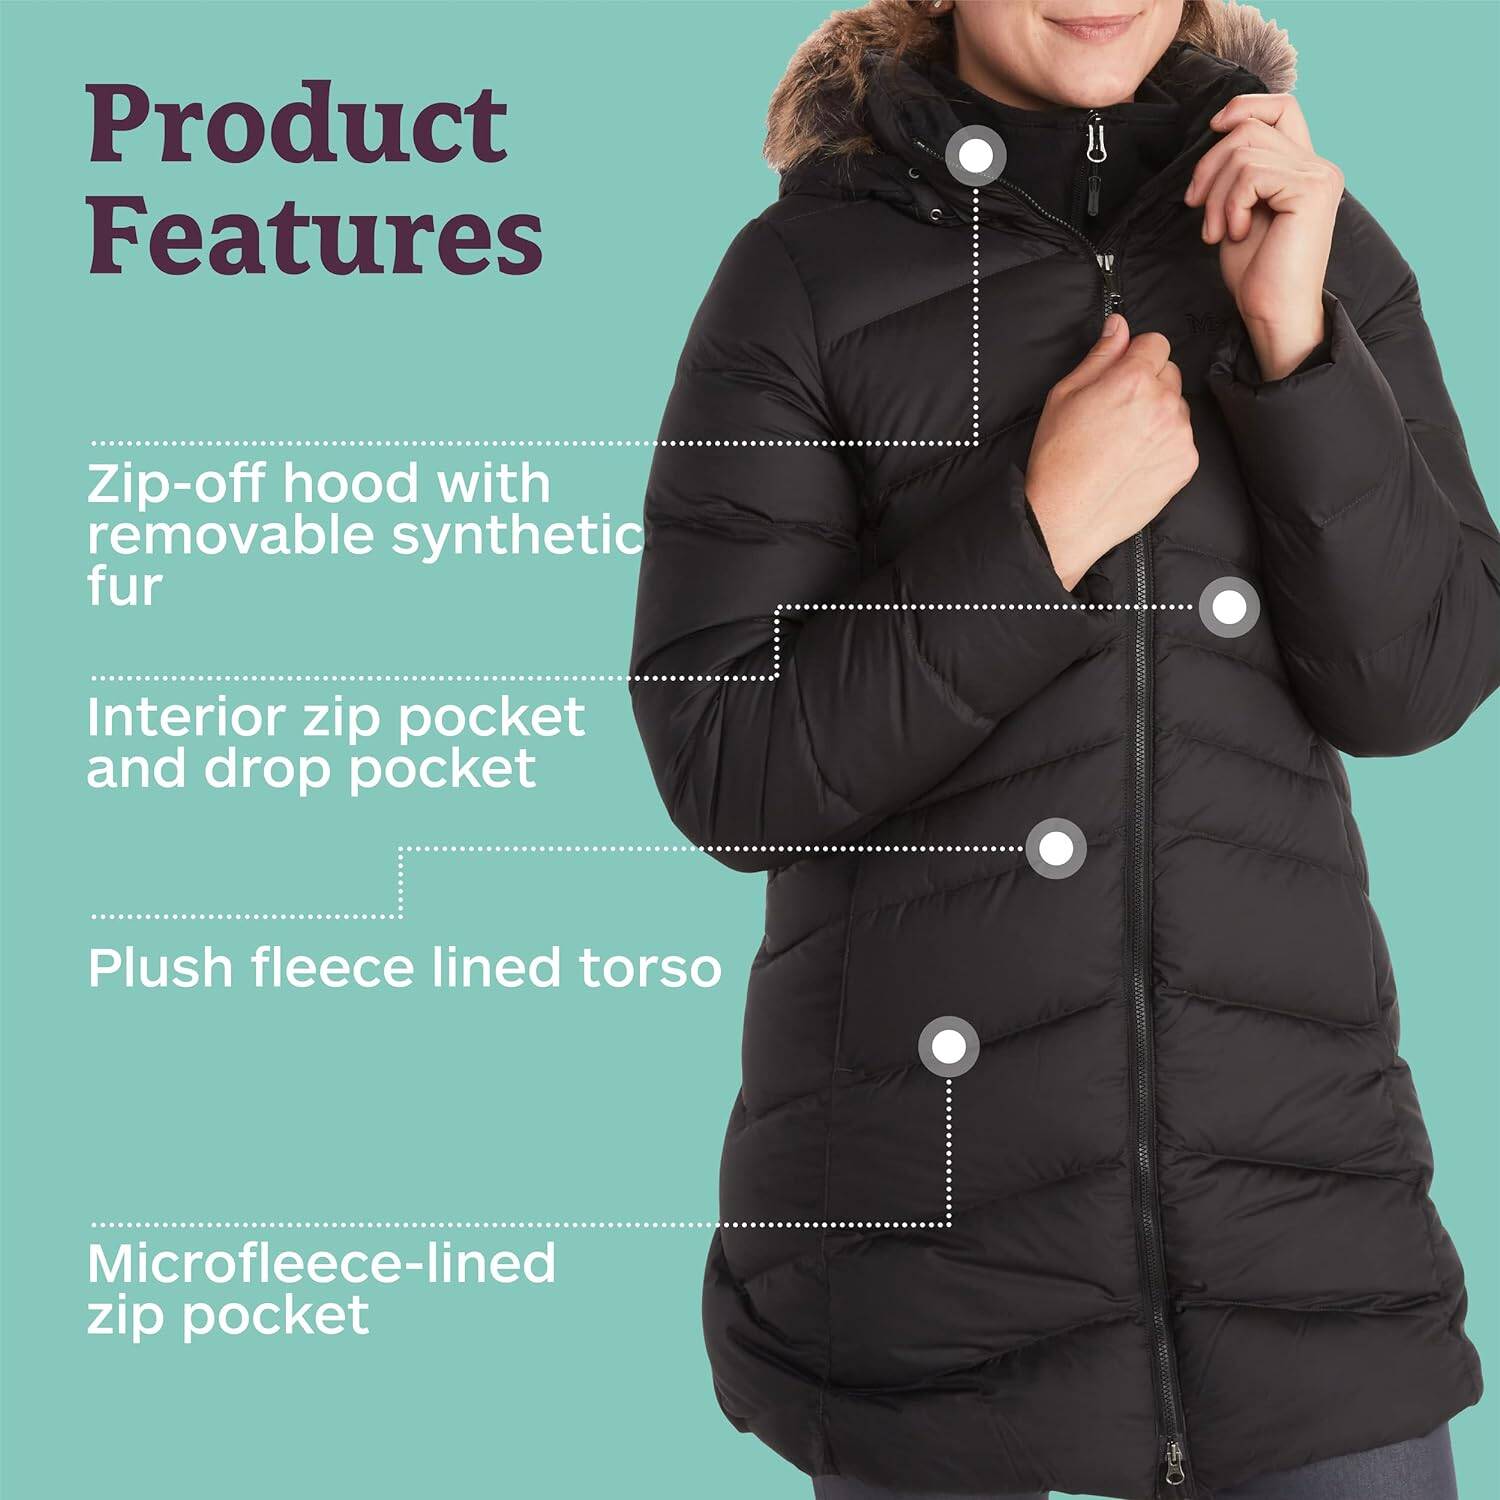 Product
Features
Zip-off hood with
removable synthetic
fur
Interior zip pocket
and drop pocket
Plush fleece lined torso
Microfleece-lined
zip pocket